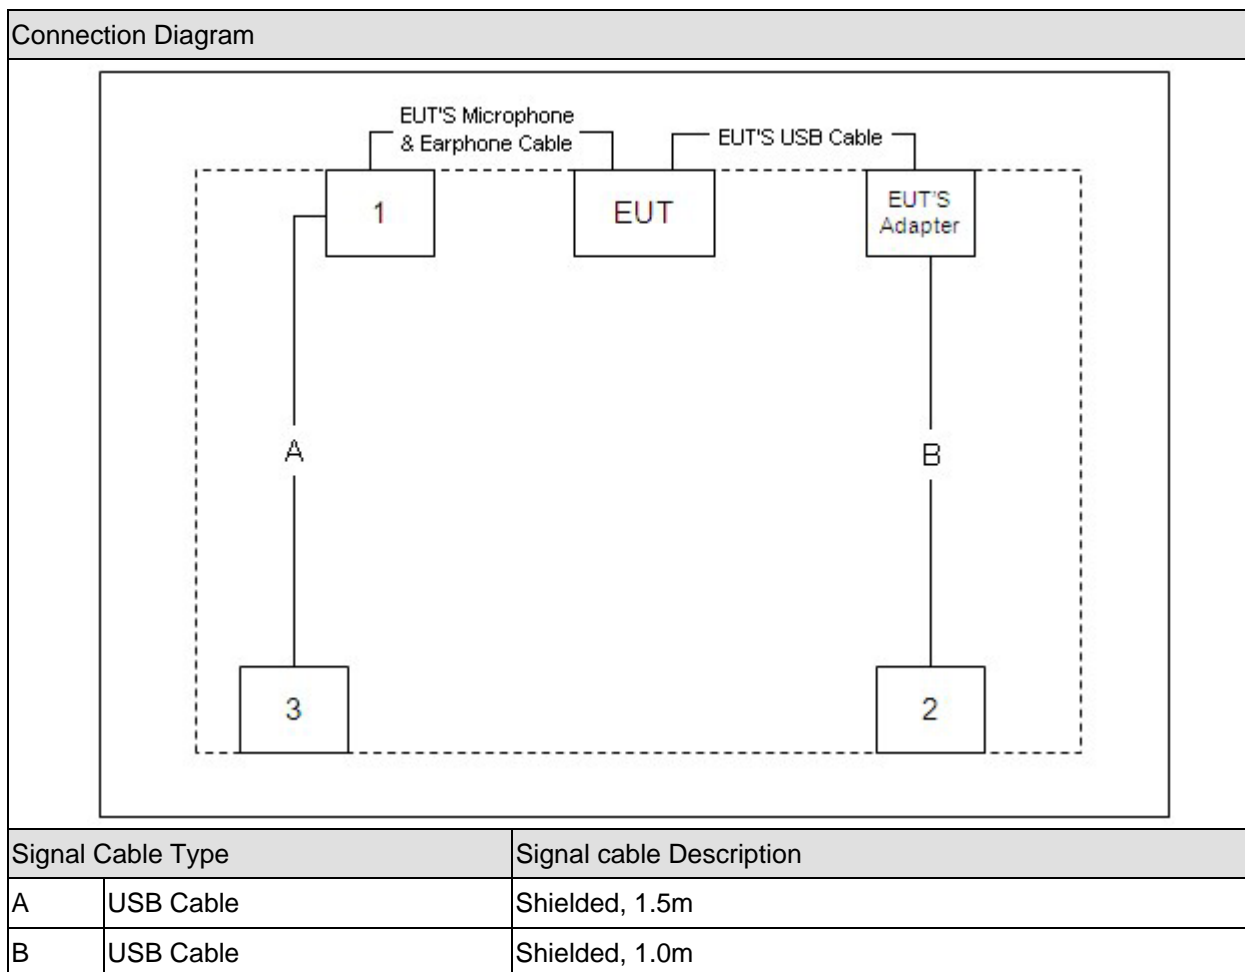 Connection Diagram
EUT'S Microphone
& Earphone Cable
EUT'S USB Cable
1
EUT
EUT'S
Adapter
A
B
3
2
Signal Cable Type Signal cable Description
A USB Cable Shielded, 1.5m
B USB Cable Shielded, 1.0m